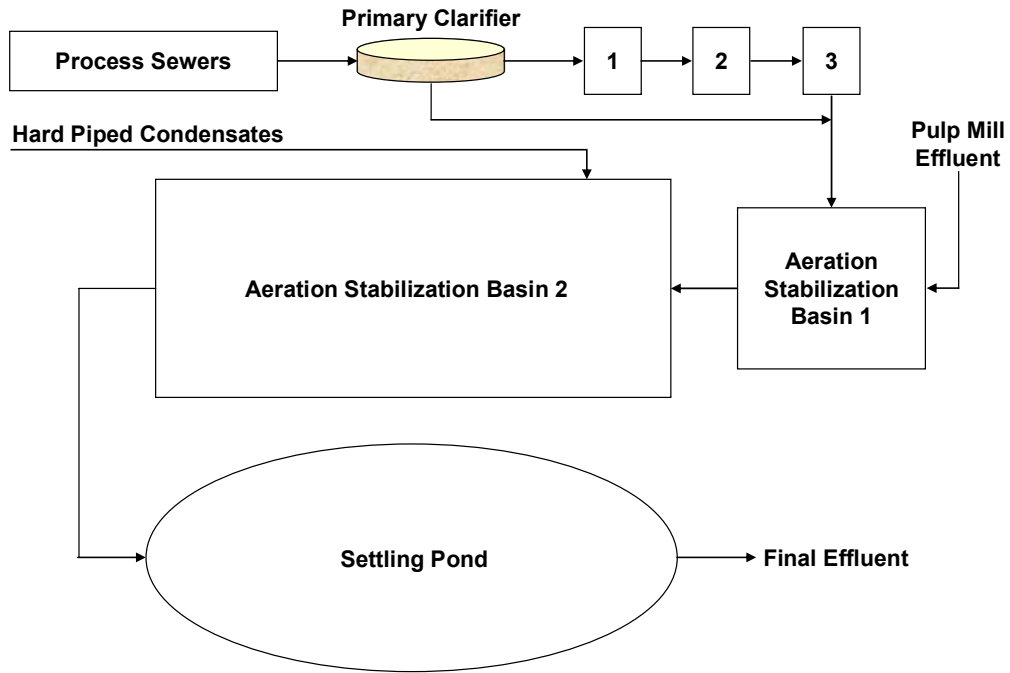 Primary Clarifier
Process Sewers
1
2
3
Hard Piped Condensates
Pulp Mill
Effluent
Aeration Stabilization Basin 2
Aeration
Stabilization
Basin 1
Settling Pond
Final Effluent